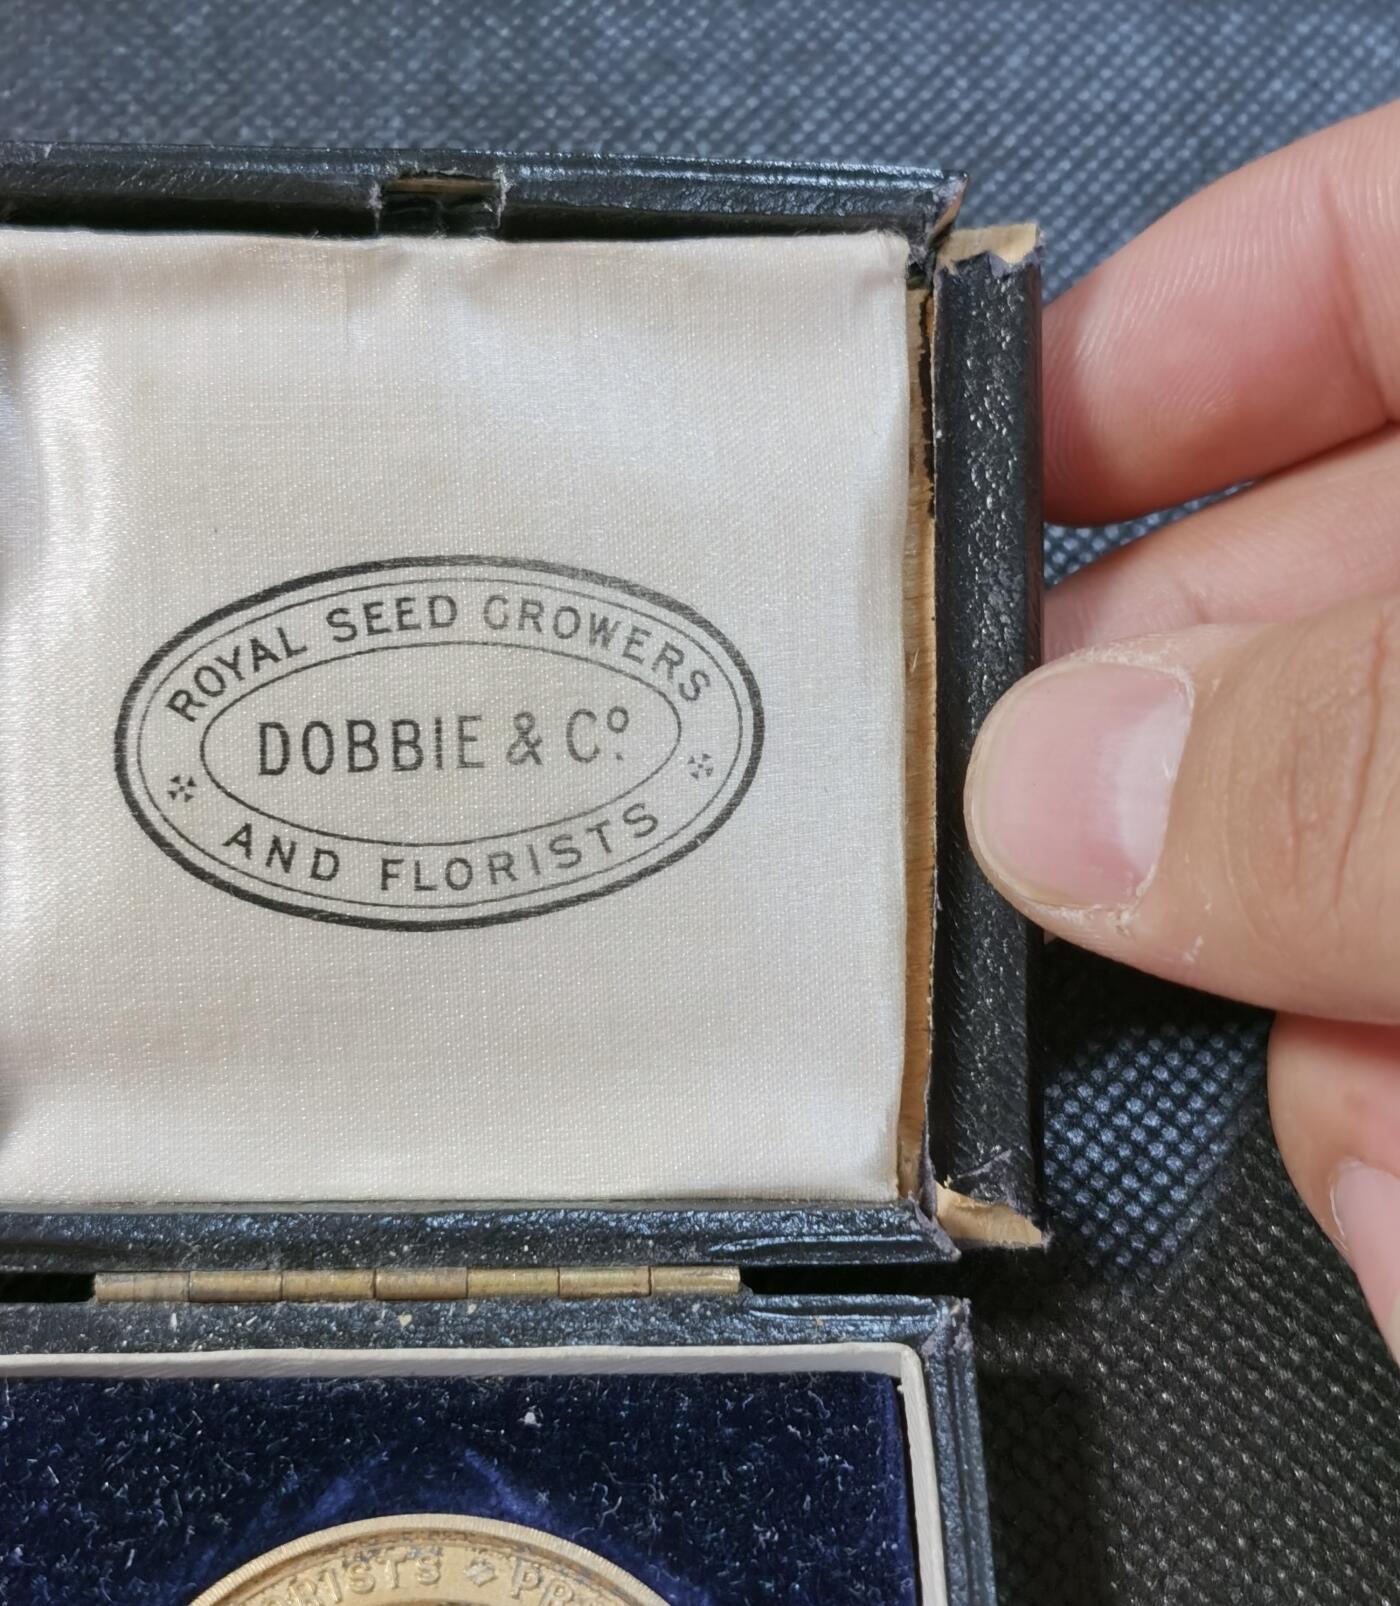 ROYAL SEED GROWERS
DOBBIE & Cº
AND FLORISTS